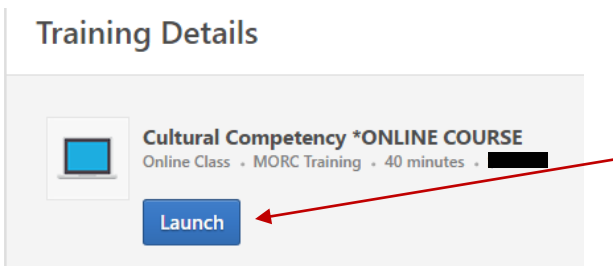 Training Details
Cultural Competency *ONLINE COURSE
Online Class • MORC Training • 40 minutes •
Launch